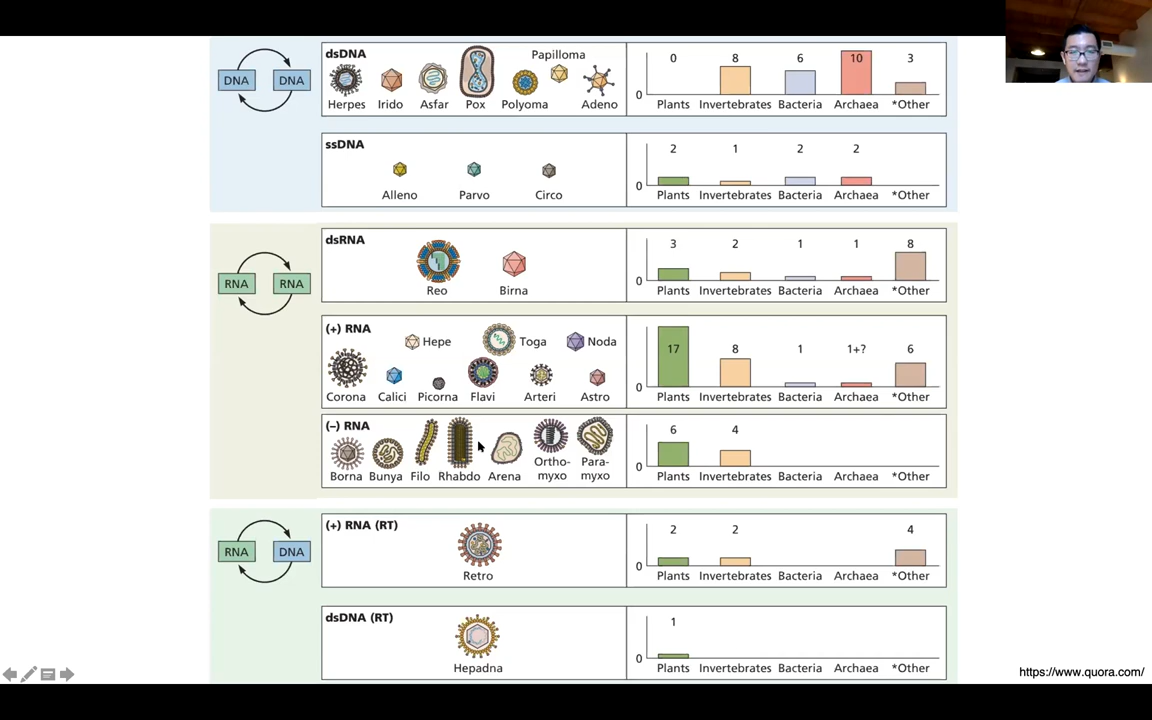 dsDNA
Papilloma
DNA DNA
Herpes Irido Asfar Pox Polyoma Adeno
0 8 6 10 3
0
Plants Invertebrates Bacteria Archaea *Other
ssDNA
Alleno Parvo Circo
2 1 2 2
0
Plants Invertebrates Bacteria Archaea *Other
dsRNA
RNA RNA
Reo Birna
3 2 1 1 8
0
Plants Invertebrates Bacteria Archaea *Other
(+) RNA
Hepe Toga Noda
Corona Calici Picorna Flavi Arteri Astro
17 8 1 1+? 6
0
Plants Invertebrates Bacteria Archaea *Other
(–) RNA
Borna Bunya Filo Rhabdo Arena Ortho-
myxo Para-
myxo
6 4
0
Plants Invertebrates Bacteria Archaea *Other
(+) RNA (RT)
RNA DNA
Retro
2 2 4
0
Plants Invertebrates Bacteria Archaea *Other
dsDNA (RT)
Hepadna
1
0
Plants Invertebrates Bacteria Archaea *Other
https://www.quora.com/